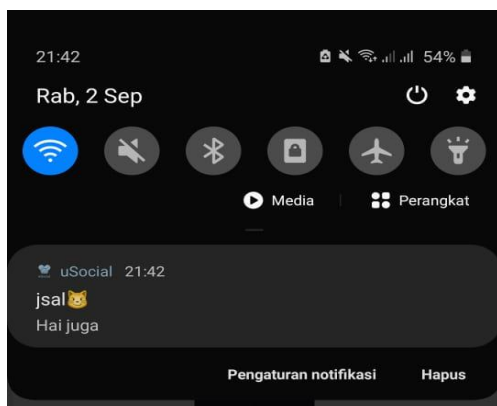 21:42 54%
Rab, 2 Sep
Media Perangkat
uSocial 21:42
jsal🐱
Hai juga
Pengaturan notifikasi Hapus